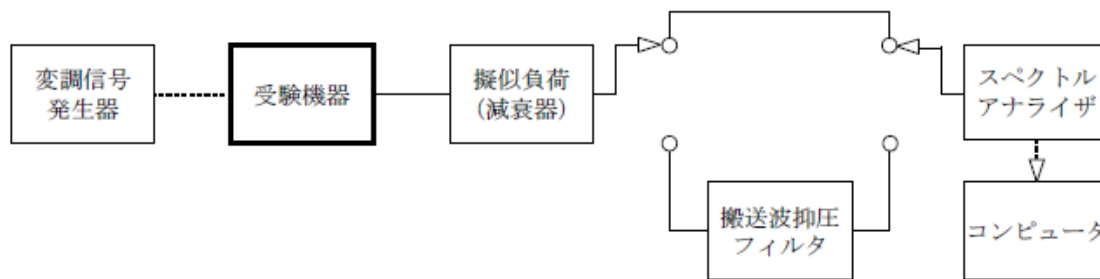 変調信号
発生器
受験機器
擬似負荷
(減衰器)
スペクトル
アナライザ
搬送波抑圧
フィルタ
コンピュータ